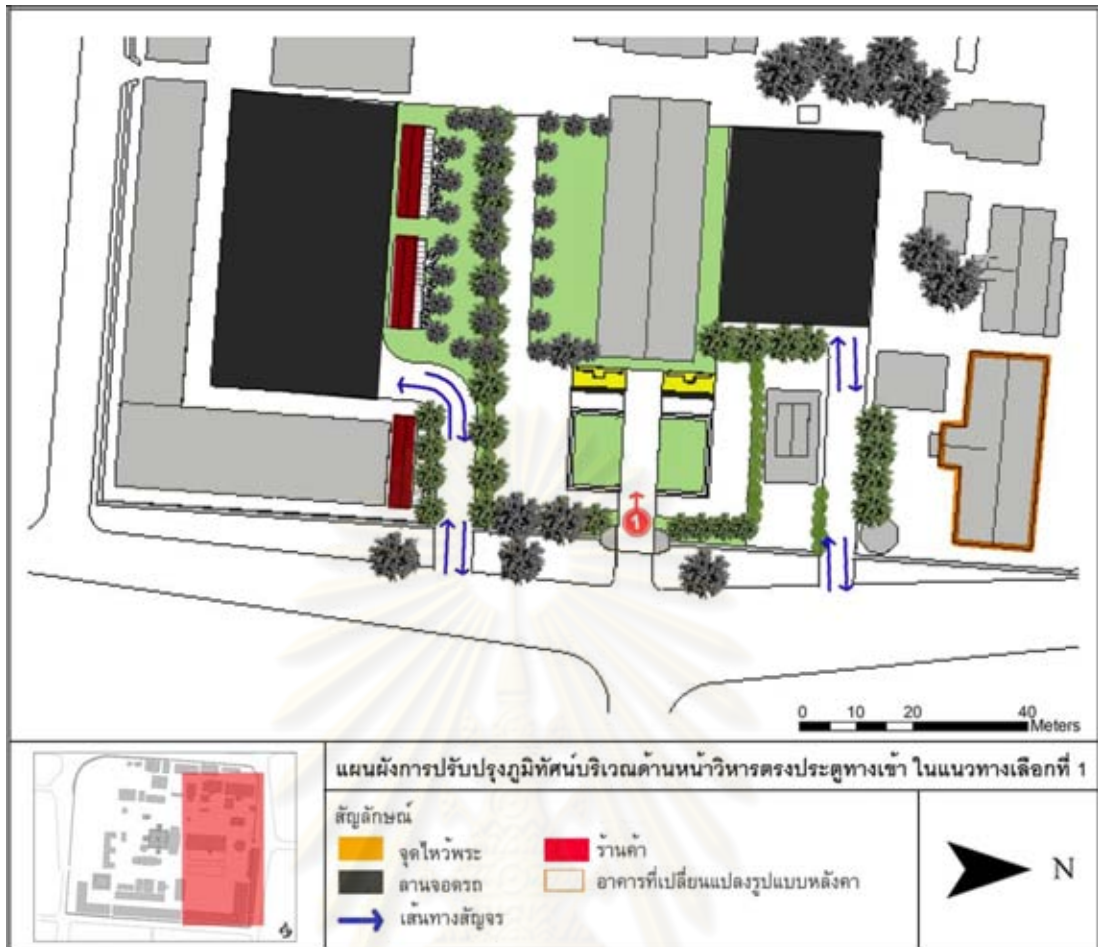 1
0 10 20 40
Meters
แผนผังการปรับปรุงภูมิทัศน์บริเวณด้านหน้าวิหารตรงประตูทางเข้า ในแนวทางเลือกที่ 1
สัญลักษณ์
จุดไหว้พระ
ร้านค้า
ลานจอดรถ
อาคารที่เปลี่ยนแปลงรูปแบบหลังคา
เส้นทางสัญจร
N